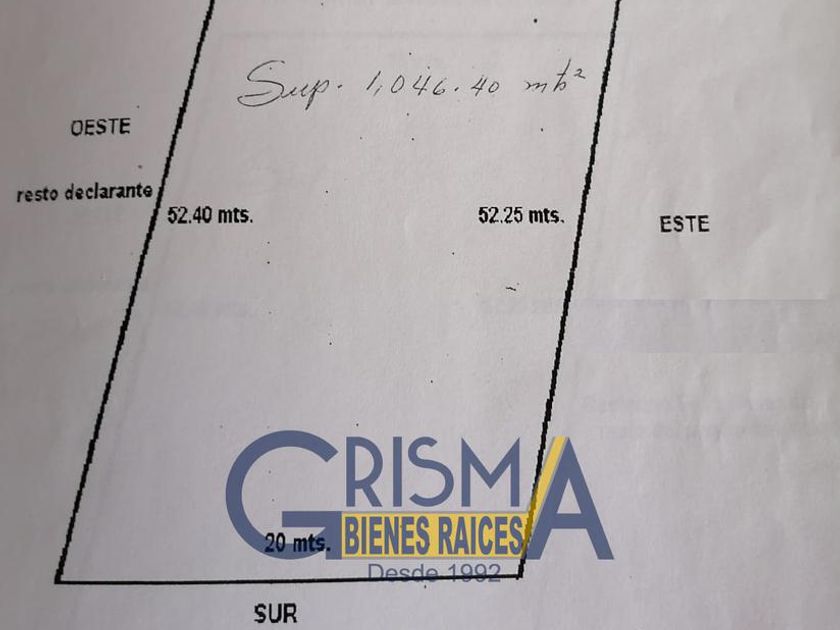 Sup. 1,046.40 mts²
OESTE
resto declarante
52.40 mts.
52.25 mts.
ESTE
GRISMA
BIENES RAICES
20 mts.
Desde 1992
SUR